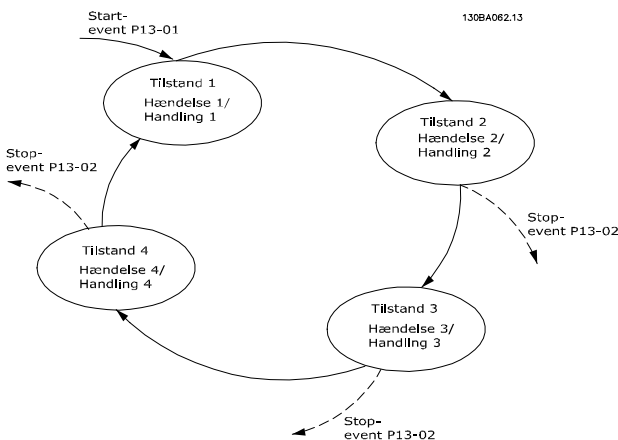 Start-
event P13-01
130BA062.13
Tilstand 1
Hændelse 1/
Handling 1
Tilstand 2
Hændelse 2/
Handling 2
Stop-
event P13-02
Stop-
event P13-02
Tilstand 4
Hændelse 4/
Handling 4
Tilstand 3
Hændelse 3/
Handling 3
Stop-
event P13-02